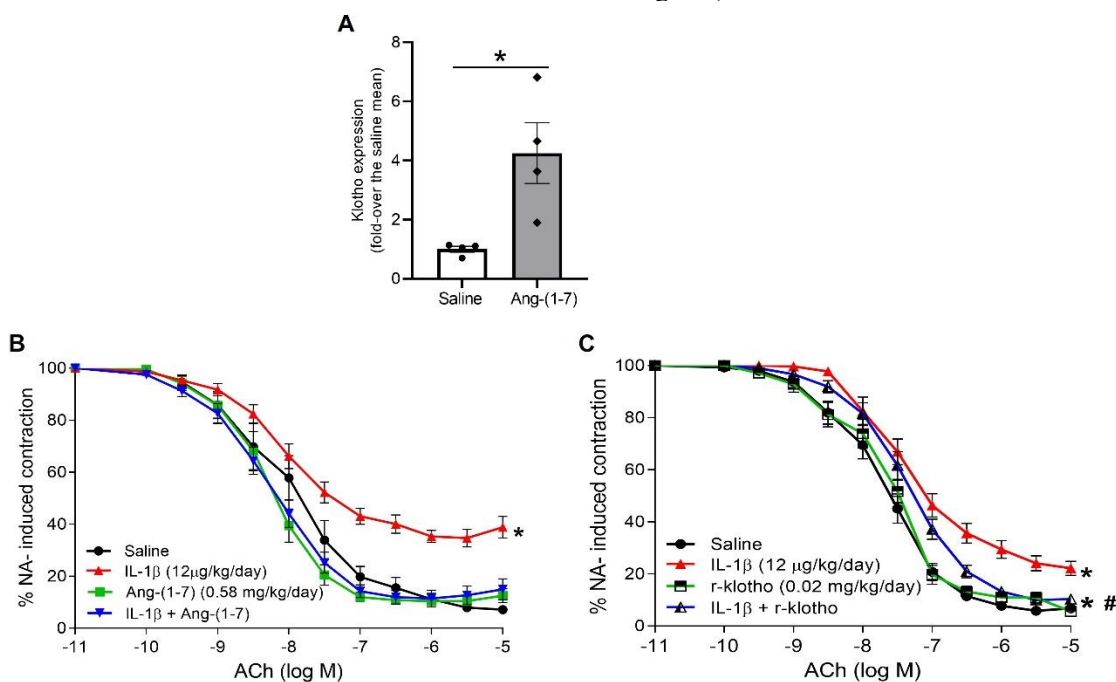 A
*
Klotho expression
(fold-over the saline mean)
8
6
4
2
0
Saline
Ang-(1-7)
B
% NA- induced contraction
100
80
60
40
20
0
Saline
IL-1β (12μg/kg/day)
Ang-(1-7) (0.58 mg/kg/day)
IL-1β + Ang-(1-7)
*
-11 -10 -9 -8 -7 -6 -5
ACh (log M)
C
% NA- induced contraction
100
80
60
40
20
0
Saline
IL-1β (12 μg/kg/day)
r-klotho (0.02 mg/kg/day)
IL-1β + r-klotho
*
* #
-11 -10 -9 -8 -7 -6 -5
ACh (log M)